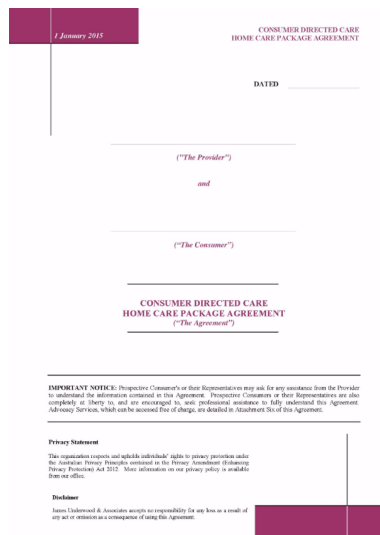 1 January 2015
CONSUMER DIRECTED CARE
HOME CARE PACKAGE AGREEMENT
DATED
("The Provider")
and
("The Consumer")
CONSUMER DIRECTED CARE
HOME CARE PACKAGE AGREEMENT
("The Agreement")
IMPORTANT NOTICE: Prospective Consumer's or their Representatives may ask for any assistance from the Provider
to understand the information contained in this Agreement. Prospective Consumers or their Representatives are also
completely at liberty to, and are encouraged to, seek professional assistance to fully understand this Agreement.
Advocacy Services, which can be accessed free of charge, are detailed in Attachment Six of this Agreement.
Privacy Statement
This organisation respects and upholds individuals' rights to privacy protection under
the Australian Privacy Principles contained in the Privacy Amendment (Enhancing
Privacy Protection) Act 2012. More information on our privacy policy is available
from our office.
Disclaimer
James Underwood & Associates accepts no responsibility for any loss as a result of
any act or omission as a consequence of using this Agreement.